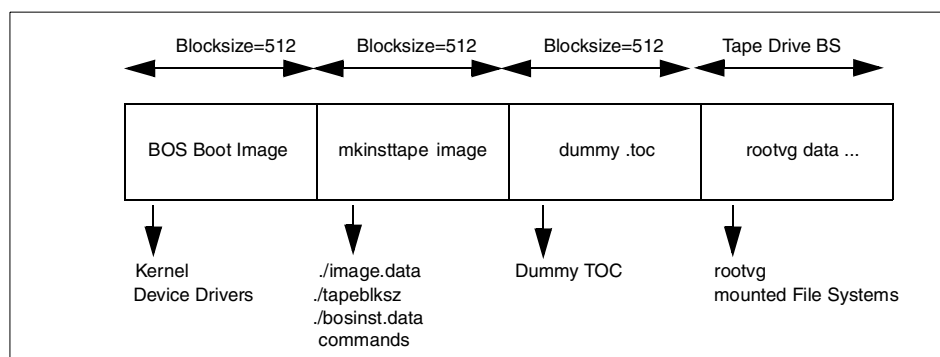 Blocksize=512 Blocksize=512 Blocksize=512 Tape Drive BS
BOS Boot Image mkinsttape image dummy .toc rootvg data ...
Kernel
Device Drivers
./image.data
./tapeblksz
./bosinst.data
commands
Dummy TOC
rootvg
mounted File Systems